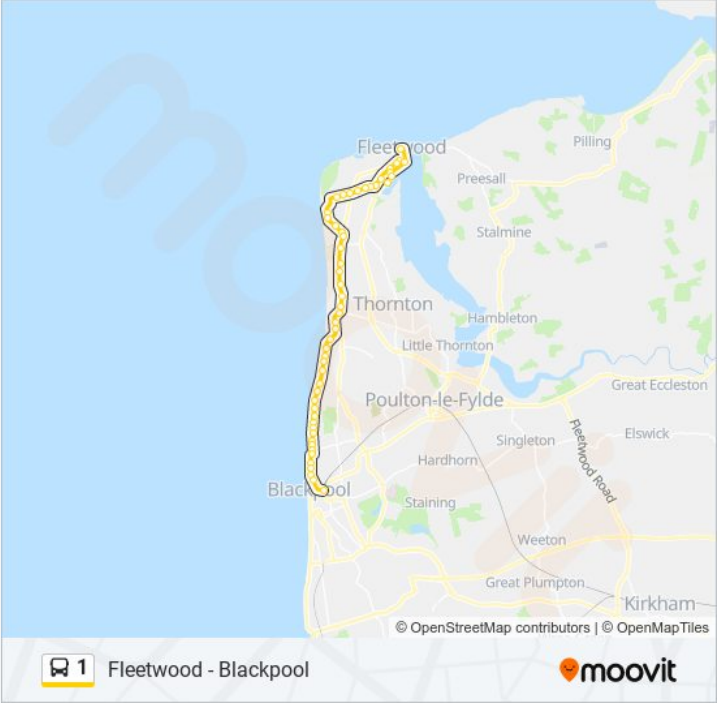 Fleetwood
Pilling
Preesall
Stalmine
Thornton
Hambleton
Little Thornton
Great Eccleston
Poulton-le-Fylde
Fleetwood Road
Elswick
Singleton
Hardhorn
Blackpool
Staining
Weeton
Great Plumpton
Kirkham
© OpenStreetMap contributors | © OpenMapTiles
1 Fleetwood - Blackpool
moovit